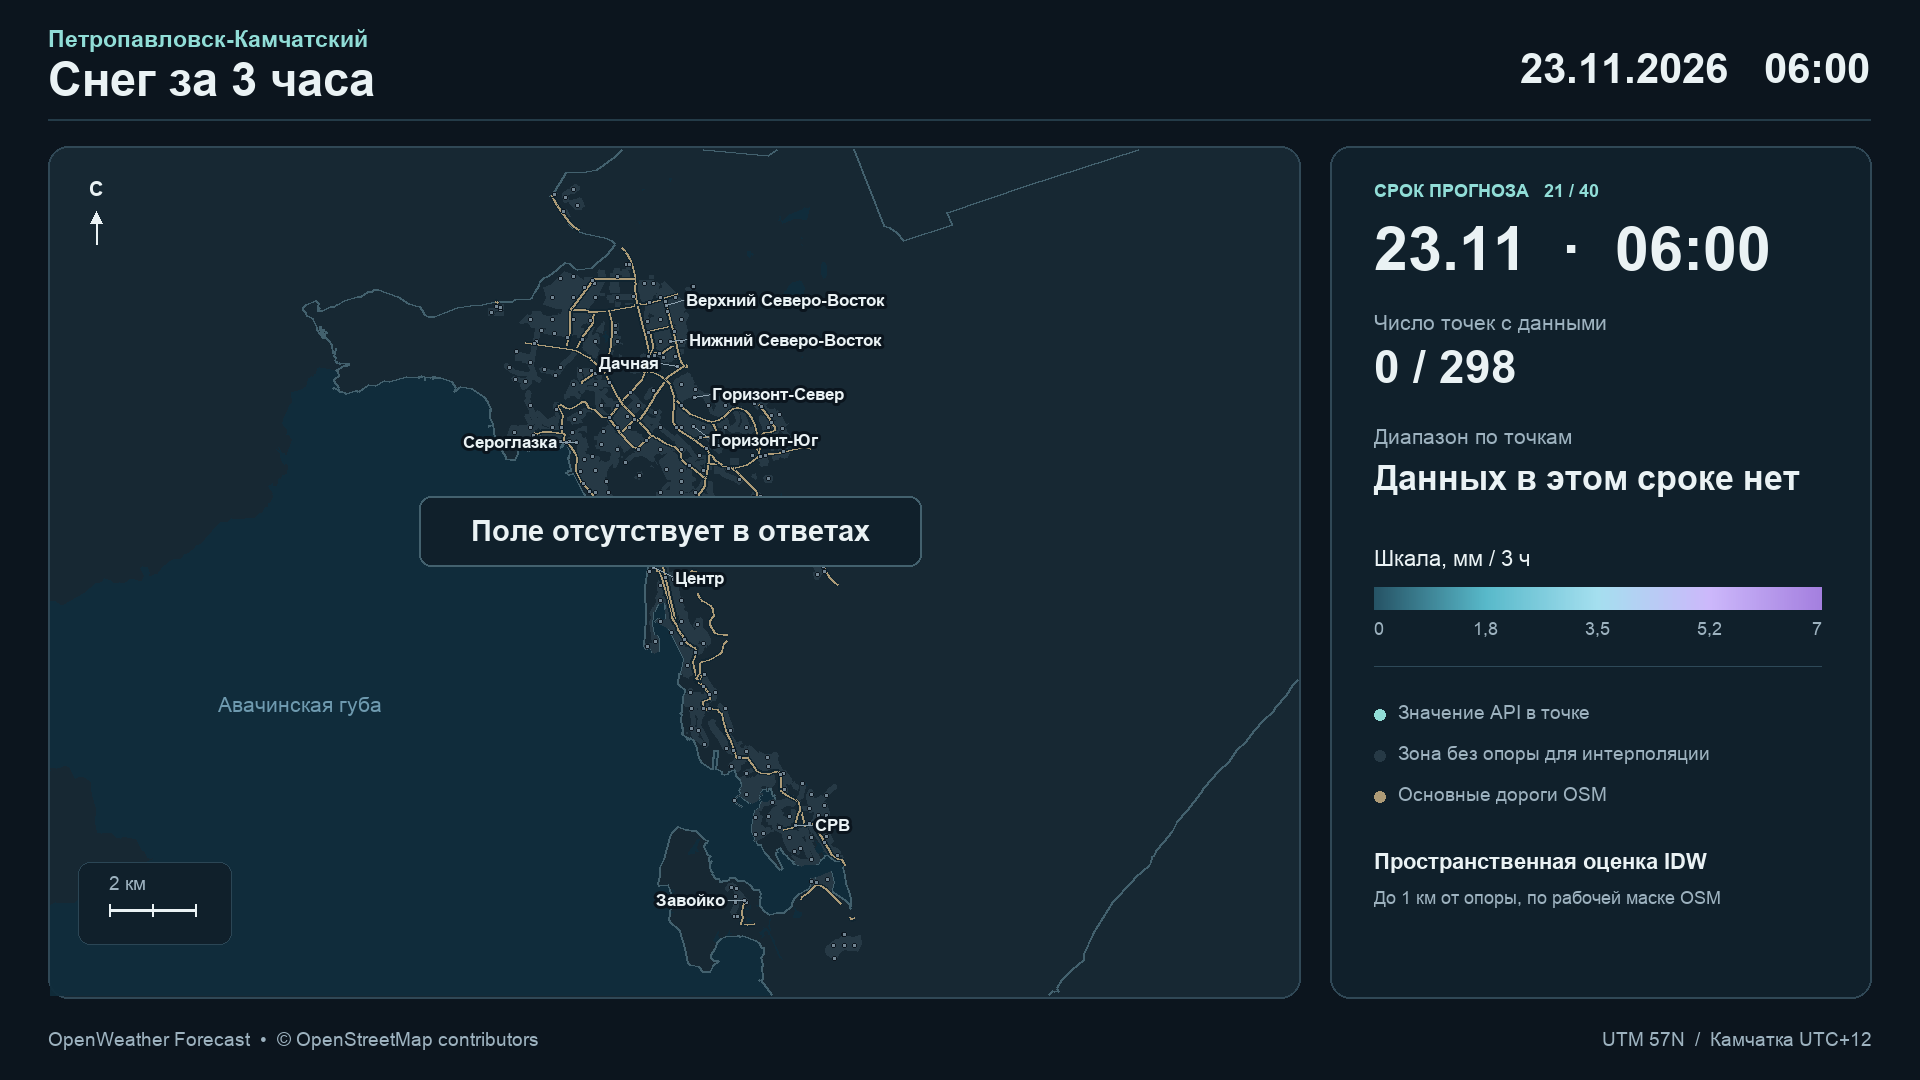 Петропавловск-Камчатский
Снег за 3 часа
23.11.2026 06:00
С
Верхний Северо-Восток
Нижний Северо-Восток
Дачная
Горизонт-Север
Сероглазка
Горизонт-Юг
Поле отсутствует в ответах
Центр
Авачинская губа
СРВ
Завойко
2 км
СРОК ПРОГНОЗА 21 / 40
23.11 · 06:00
Число точек с данными
0 / 298
Диапазон по точкам
Данных в этом сроке нет
Шкала, мм / 3 ч
0 1,8 3,5 5,2 7
Значение API в точке
Зона без опоры для интерполяции
Основные дороги OSM
Пространственная оценка IDW
До 1 км от опоры, по рабочей маске OSM
OpenWeather Forecast • © OpenStreetMap contributors
UTM 57N / Камчатка UTC+12